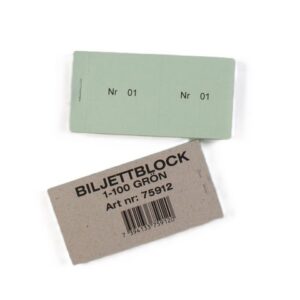 Nr 01 Nr 01
BILJETTBLOCK
1-100 GRÖN
Art nr: 75912